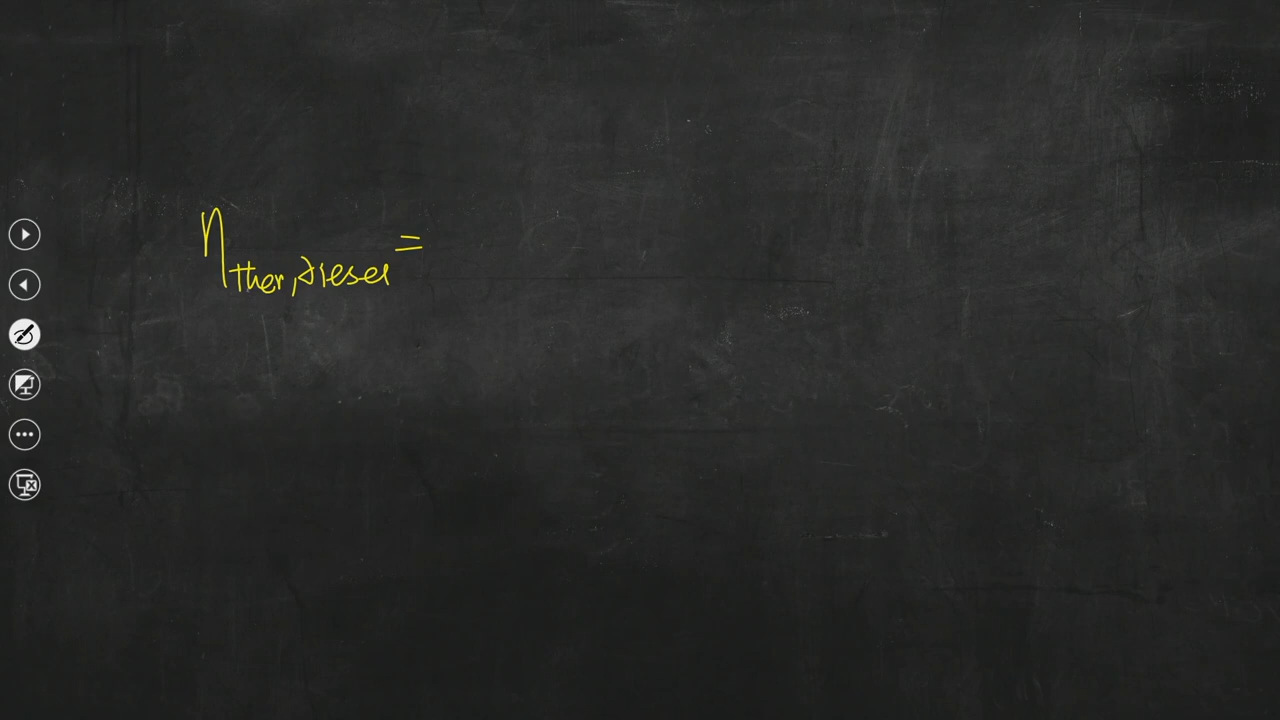 η ther, diesel =